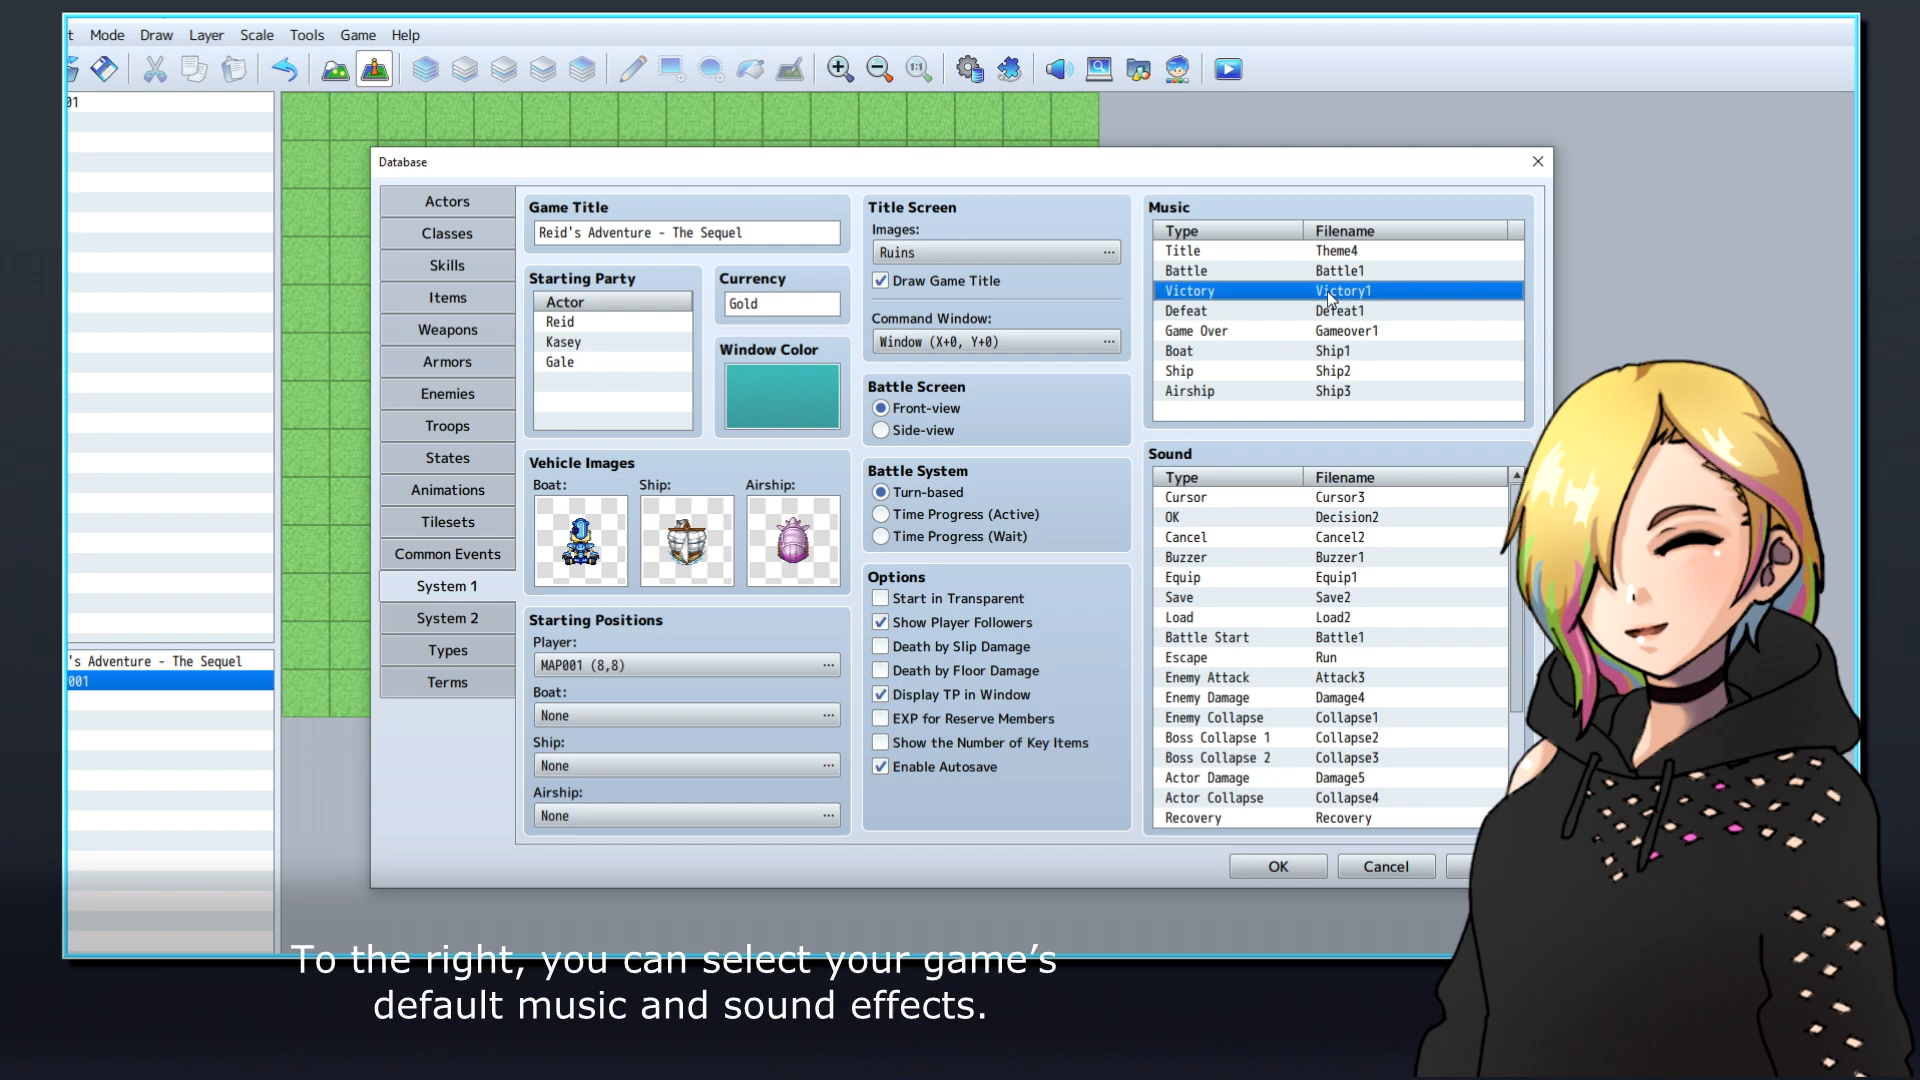 t Mode Draw Layer Scale Tools Game Help
01
's Adventure - The Sequel
001
Database
Actors
Classes
Skills
Items
Weapons
Armors
Enemies
Troops
States
Animations
Tilesets
Common Events
System 1
System 2
Types
Terms
Game Title
Reid's Adventure - The Sequel
Starting Party
Actor
Reid
Kasey
Gale
Currency
Gold
Window Color
Vehicle Images
Boat: Ship: Airship:
Starting Positions
Player:
MAP001 (8,8) ...
Boat:
None ...
Ship:
None ...
Airship:
None ...
Title Screen
Images:
Ruins ...
Draw Game Title
Command Window:
Window (X+0, Y+0) ...
Battle Screen
Front-view
Side-view
Battle System
Turn-based
Time Progress (Active)
Time Progress (Wait)
Options
Start in Transparent
Show Player Followers
Death by Slip Damage
Death by Floor Damage
Display TP in Window
EXP for Reserve Members
Show the Number of Key Items
Enable Autosave
Music
Type Filename
Title Theme4
Battle Battle1
Victory Victory1
Defeat Defeat1
Game Over Gameover1
Boat Ship1
Ship Ship2
Airship Ship3
Sound
Type Filename
Cursor Cursor3
OK Decision2
Cancel Cancel2
Buzzer Buzzer1
Equip Equip1
Save Save2
Load Load2
Battle Start Battle1
Escape Run
Enemy Attack Attack3
Enemy Damage Damage4
Enemy Collapse Collapse1
Boss Collapse 1 Collapse2
Boss Collapse 2 Collapse3
Actor Damage Damage5
Actor Collapse Collapse4
Recovery Recovery
OK Cancel
To the right, you can select your game’s
default music and sound effects.